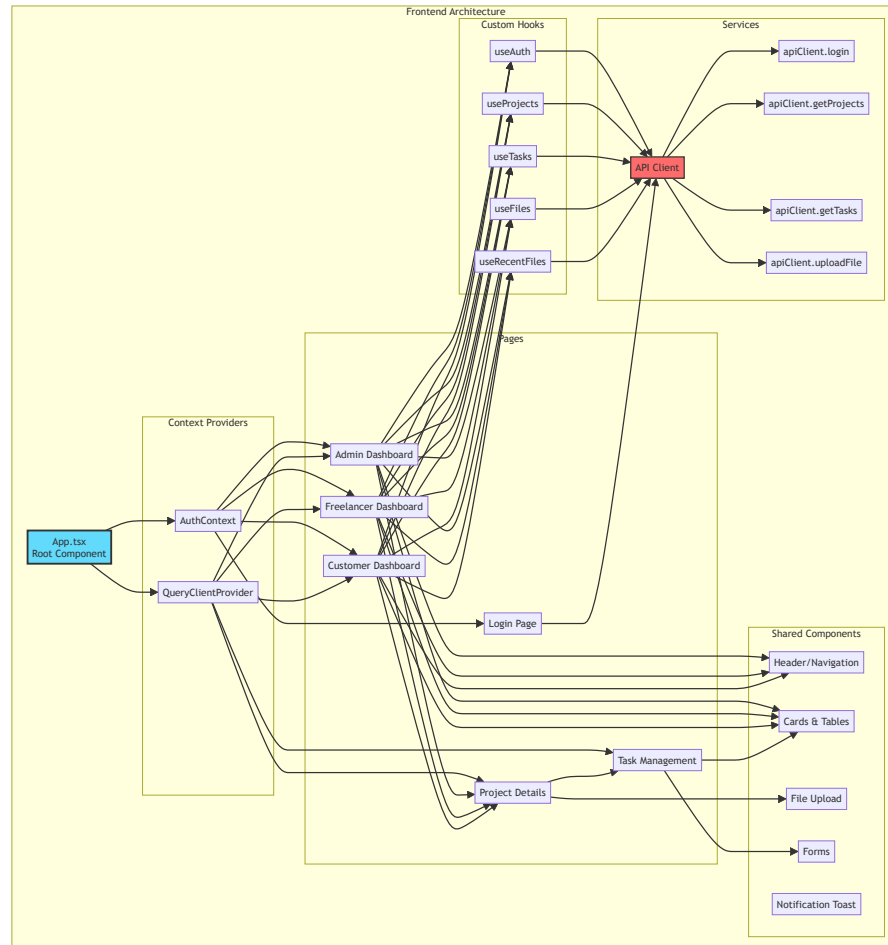 Frontend Architecture
Custom Hooks
useAuth
useProjects
useTasks
useFiles
useRecentFiles
Services
API Client
apiClient.login
apiClient.getProjects
apiClient.getTasks
apiClient.uploadFile
Context Providers
App.tsx
Root Component
AuthContext
QueryClientProvider
Pages
Admin Dashboard
Freelancer Dashboard
Customer Dashboard
Login Page
Task Management
Project Details
Shared Components
Header/Navigation
Cards & Tables
File Upload
Forms
Notification Toast